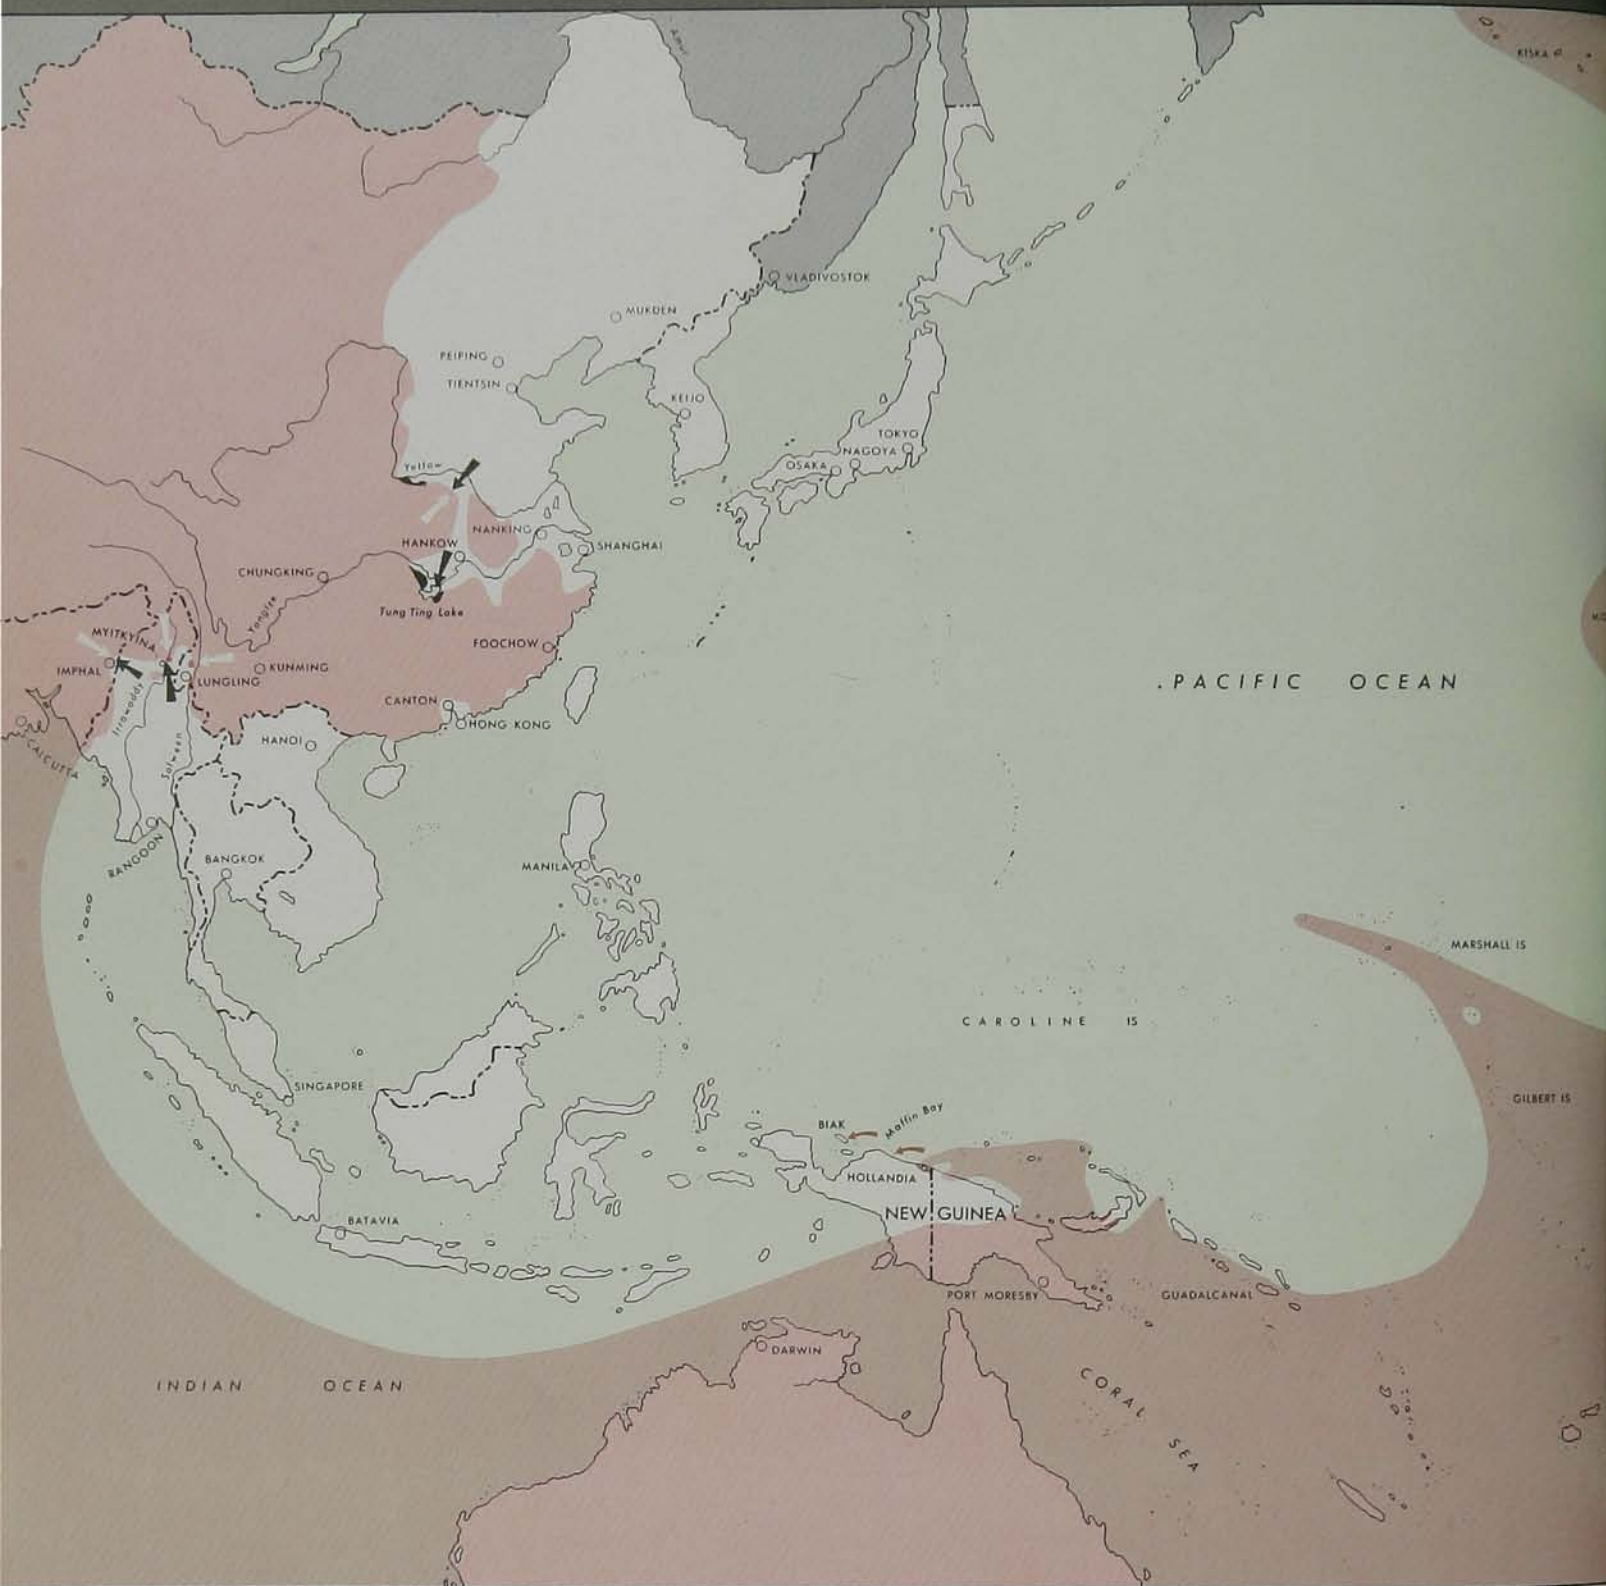 Amur
KISKA
VLADIVOSTOK
MUKDEN
PEIPING
TIENTSIN
KEIJO
TOKYO
NAGOYA
OSAKA
Yellow
NANKING
HANKOW
SHANGHAI
CHUNGKING
Yangtze
Tung Ting Lake
MYITKYINA
FOOCHOW
IMPHAL
KUNMING
LUNGLING
PACIFIC OCEAN
CANTON
HONG KONG
Irrawaddy
HANOI
Salween
CALCUTTA
RANGOON
BANGKOK
MANILA
MARSHALL IS
CAROLINE IS
SINGAPORE
GILBERT IS
Maffin Bay
BIAK
HOLLANDIA
NEW GUINEA
BATAVIA
PORT MORESBY
GUADALCANAL
DARWIN
INDIAN OCEAN
CORAL SEA